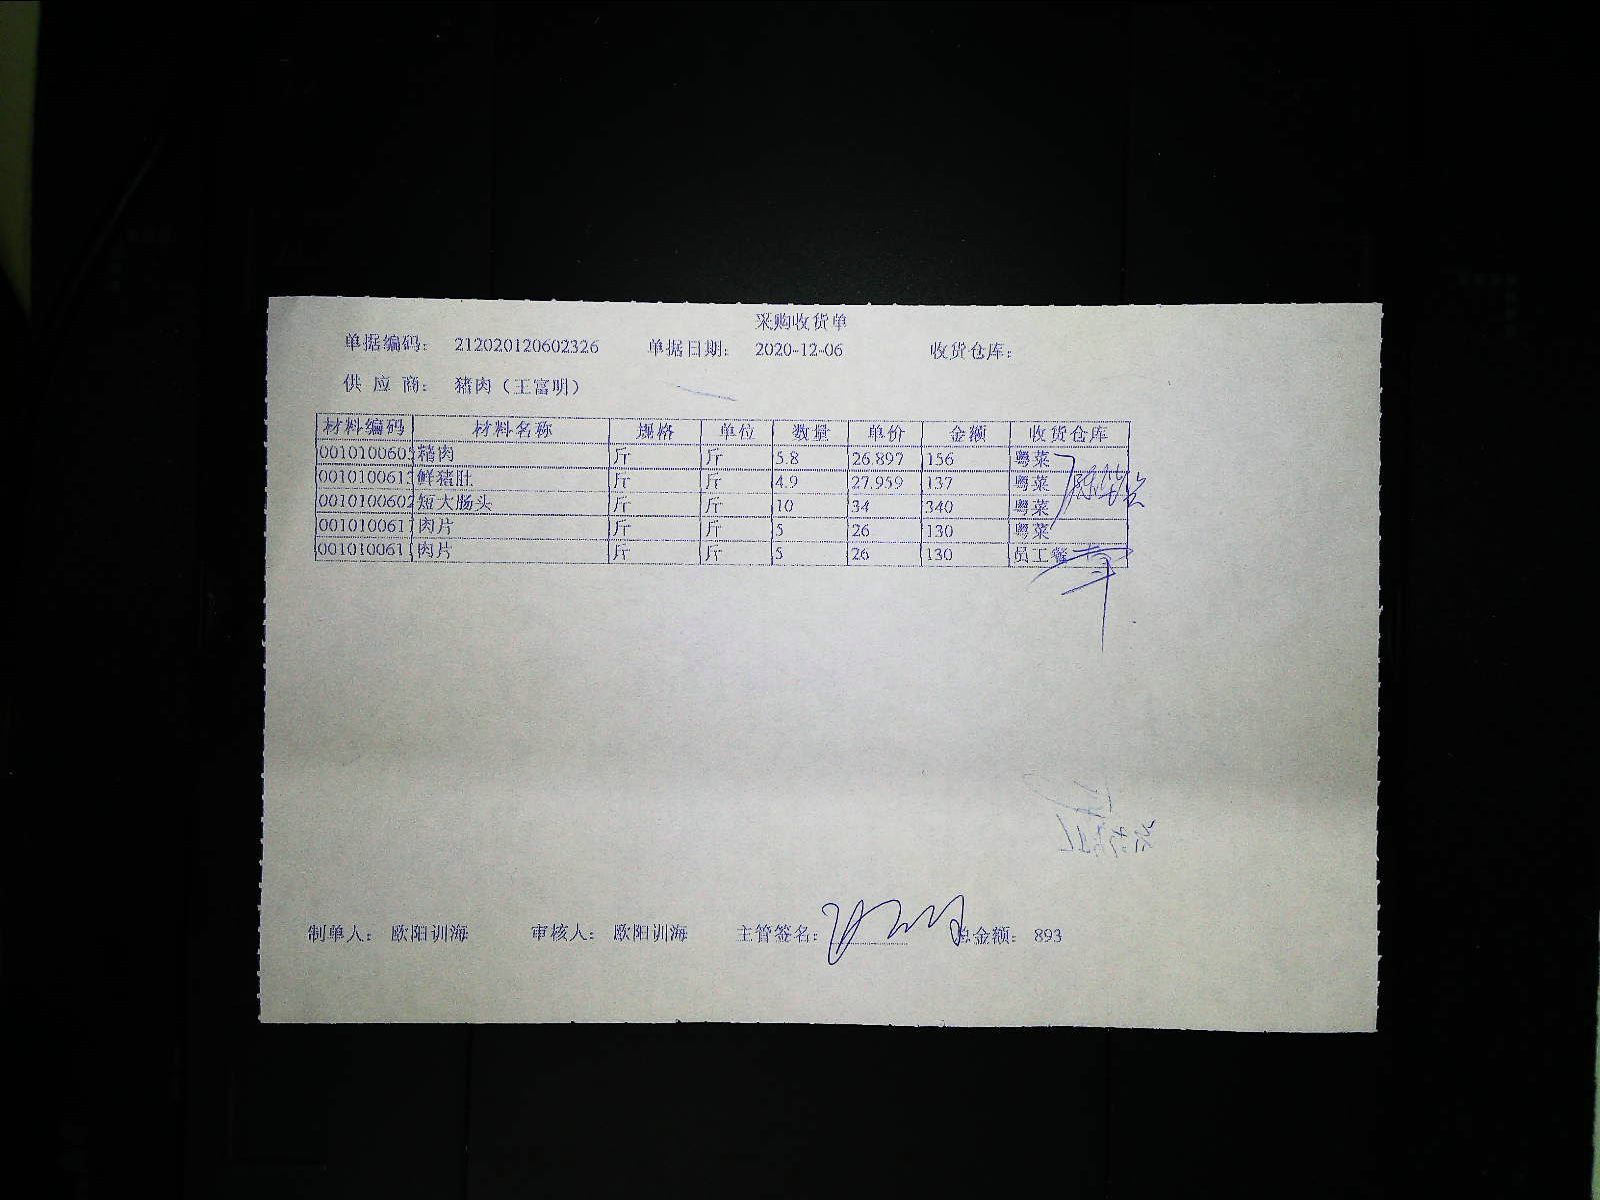 采购收货单
单据编码： 212020120602326 单据日期： 2020-12-06 收货仓库：
供 应 商： 猪肉（王富明）
材料编码 材料名称 规格 单位 数量 单价 金额 收货仓库
0010100605 精肉 斤 斤 5.8 26.897 156 粤菜
0010100612 鲜猪肚 斤 斤 4.9 27.959 137 粤菜
0010100602 短大肠头 斤 斤 10 34 340 粤菜
0010100611 肉片 斤 斤 5 26 130 粤菜
0010100611 肉片 斤 斤 5 26 130 员工餐
制单人： 欧阳训海 审核人： 欧阳训海 主管签名： 总金额： 893